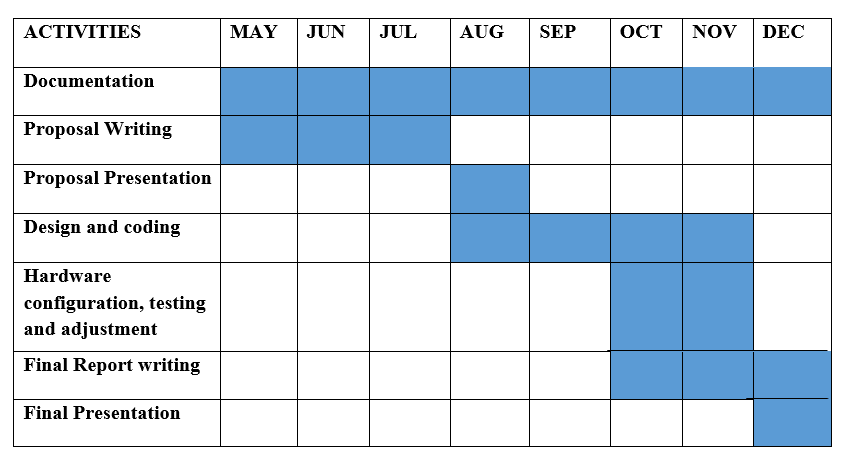 ACTIVITIES MAY JUN JUL AUG SEP OCT NOV DEC
Documentation
Proposal Writing
Proposal Presentation
Design and coding
Hardware
configuration, testing
and adjustment
Final Report writing
Final Presentation